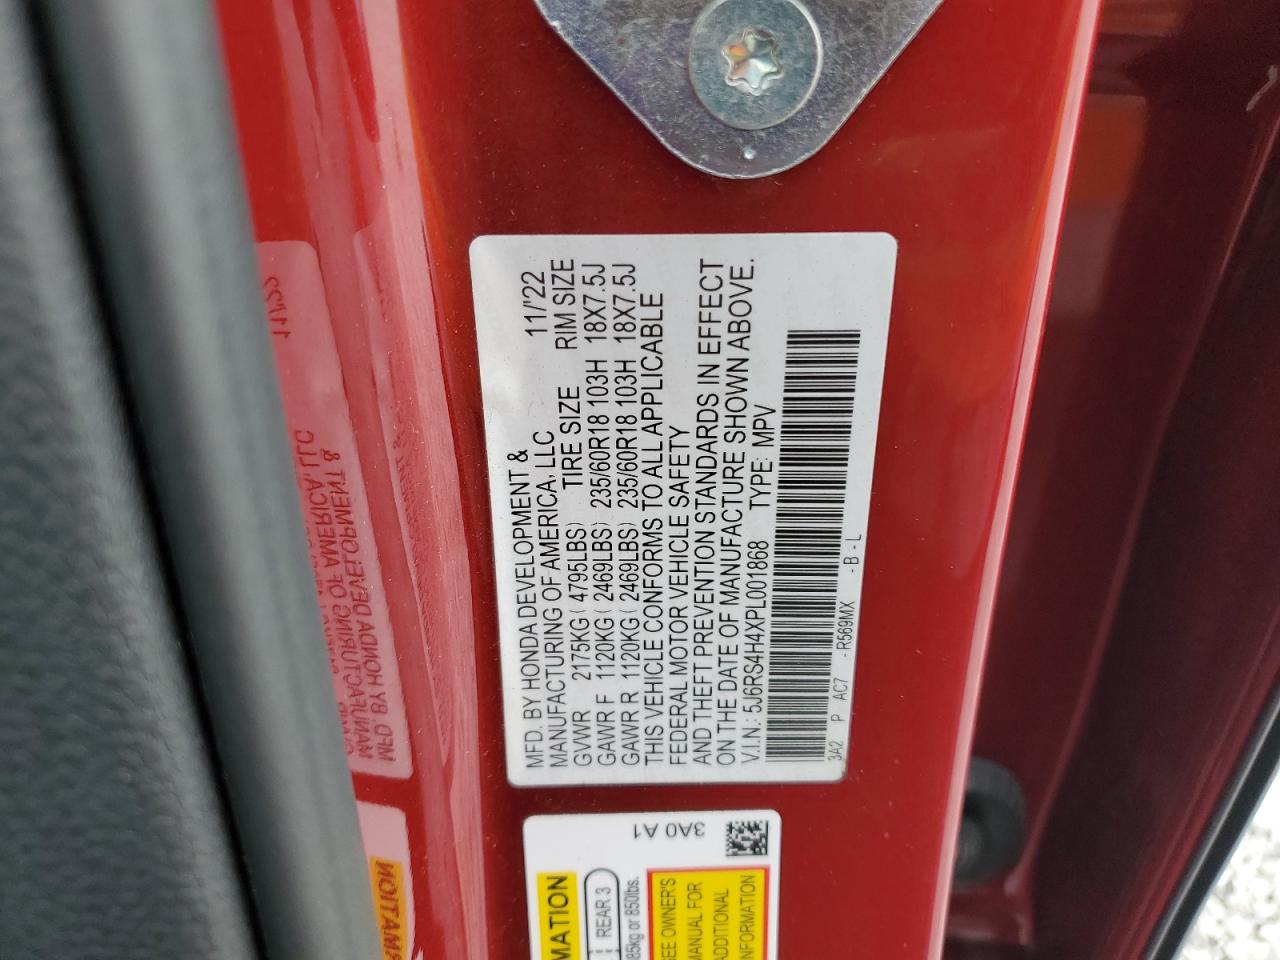 MFD. BY HONDA DEVELOPMENT & 11/'22
MANUFACTURING OF AMERICA, LLC
TIRE SIZE RIM SIZE
GVWR 2175KG ( 4795LBS)
GAWR F 1120KG ( 2469LBS) 235/60R18 103H 18X7.5J
GAWR R 1120KG ( 2469LBS) 235/60R18 103H 18X7.5J
THIS VEHICLE CONFORMS TO ALL APPLICABLE
FEDERAL MOTOR VEHICLE SAFETY
AND THEFT PREVENTION STANDARDS IN EFFECT
ON THE DATE OF MANUFACTURE SHOWN ABOVE.
V.I.N.: 5J6RS4H4XPL001868 TYPE: MPV
3A2 P AC7 - R569MX - B - L
3A0 A1
MATION
REAR 3
85kg or 850lbs.
SEE OWNER'S
MANUAL FOR
ADDITIONAL
INFORMATION